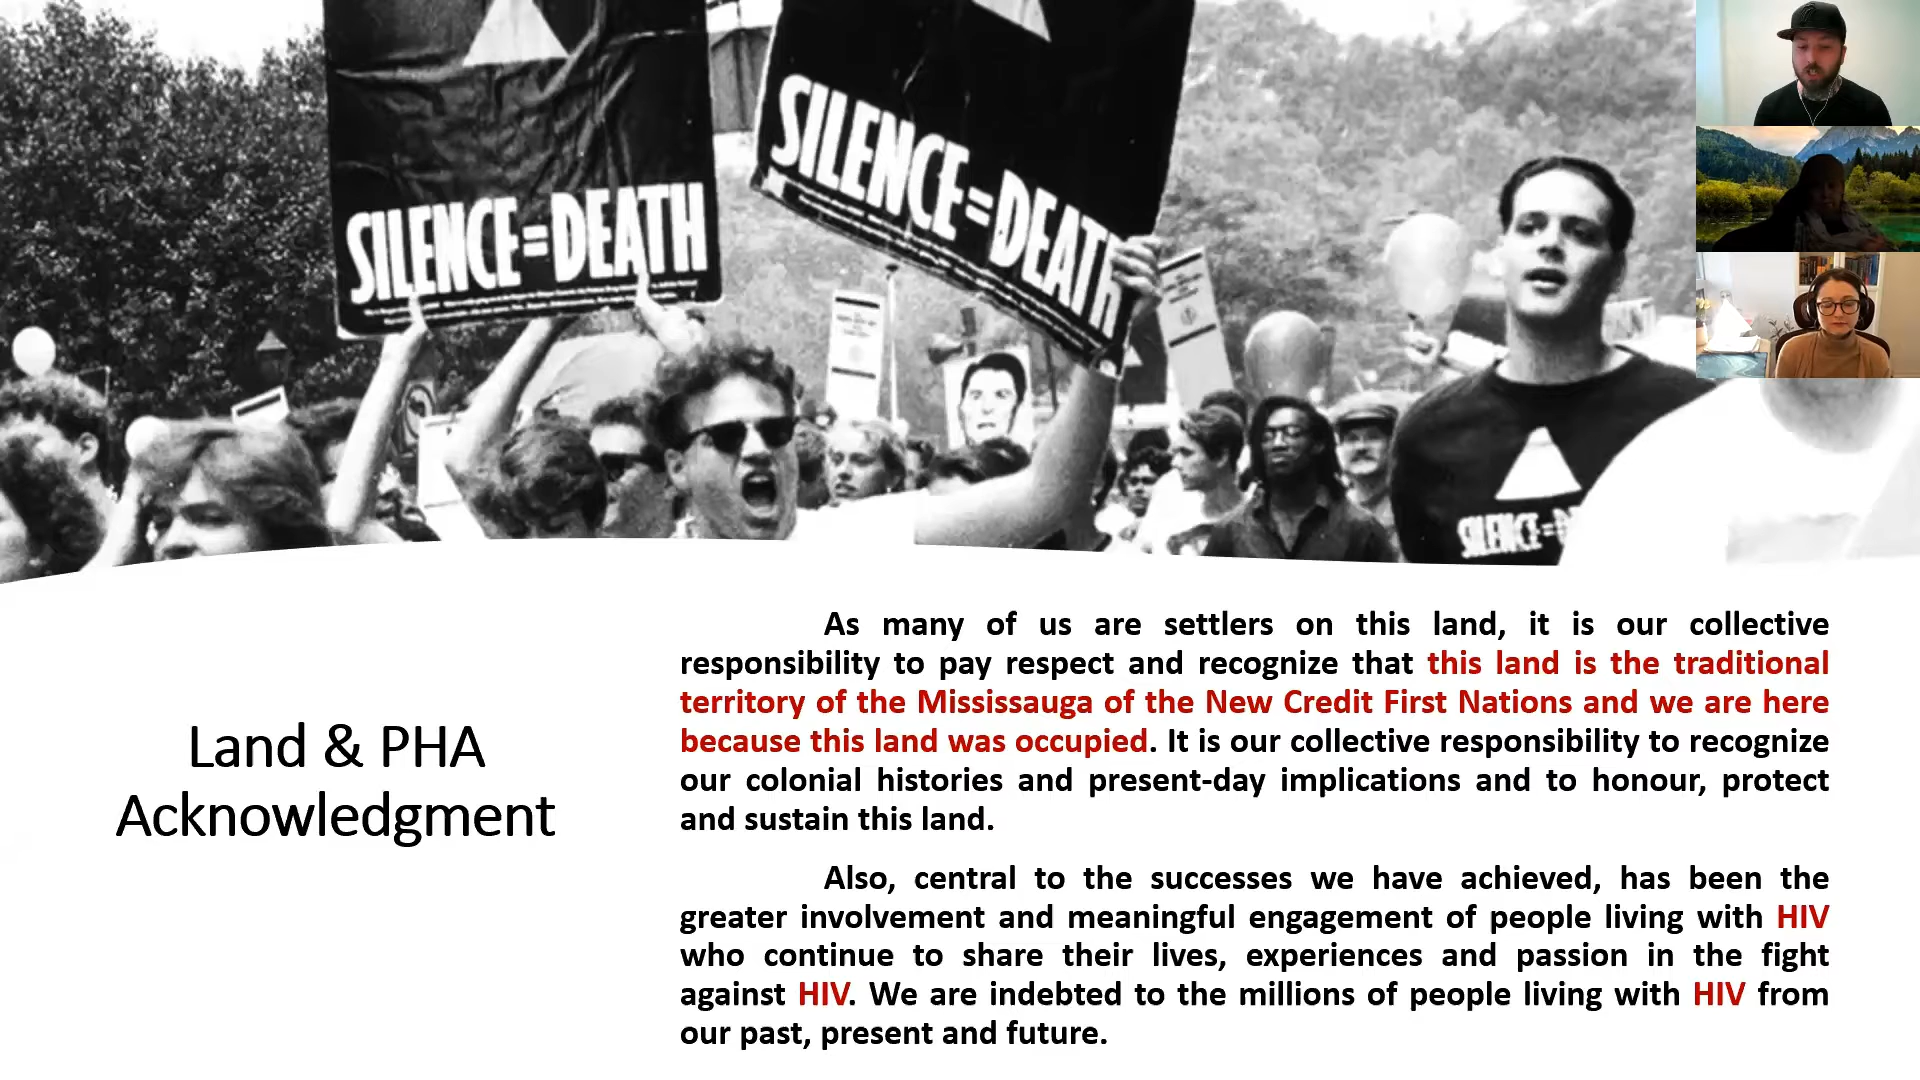 SILENCE=DEATH
SILENCE=DEATH
SILENCE=D
Land & PHA
Acknowledgment
As many of us are settlers on this land, it is our collective
responsibility to pay respect and recognize that this land is the traditional
territory of the Mississauga of the New Credit First Nations and we are here
because this land was occupied. It is our collective responsibility to recognize
our colonial histories and present-day implications and to honour, protect
and sustain this land.
Also, central to the successes we have achieved, has been the
greater involvement and meaningful engagement of people living with HIV
who continue to share their lives, experiences and passion in the fight
against HIV. We are indebted to the millions of people living with HIV from
our past, present and future.